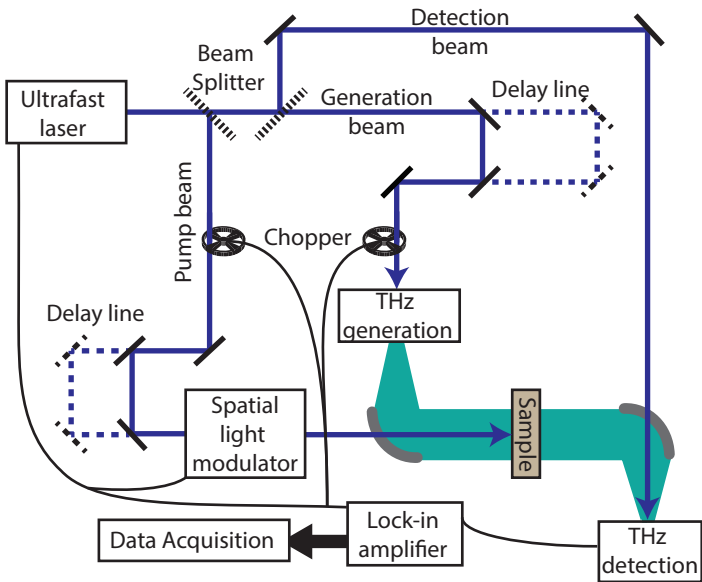 Detection
beam
Beam
Splitter
Ultrafast
laser
Generation
beam
Delay line
Pump beam
Chopper
THz
generation
Delay line
Spatial
light
modulator
Sample
Lock-in
amplifier
Data Acquisition
THz
detection